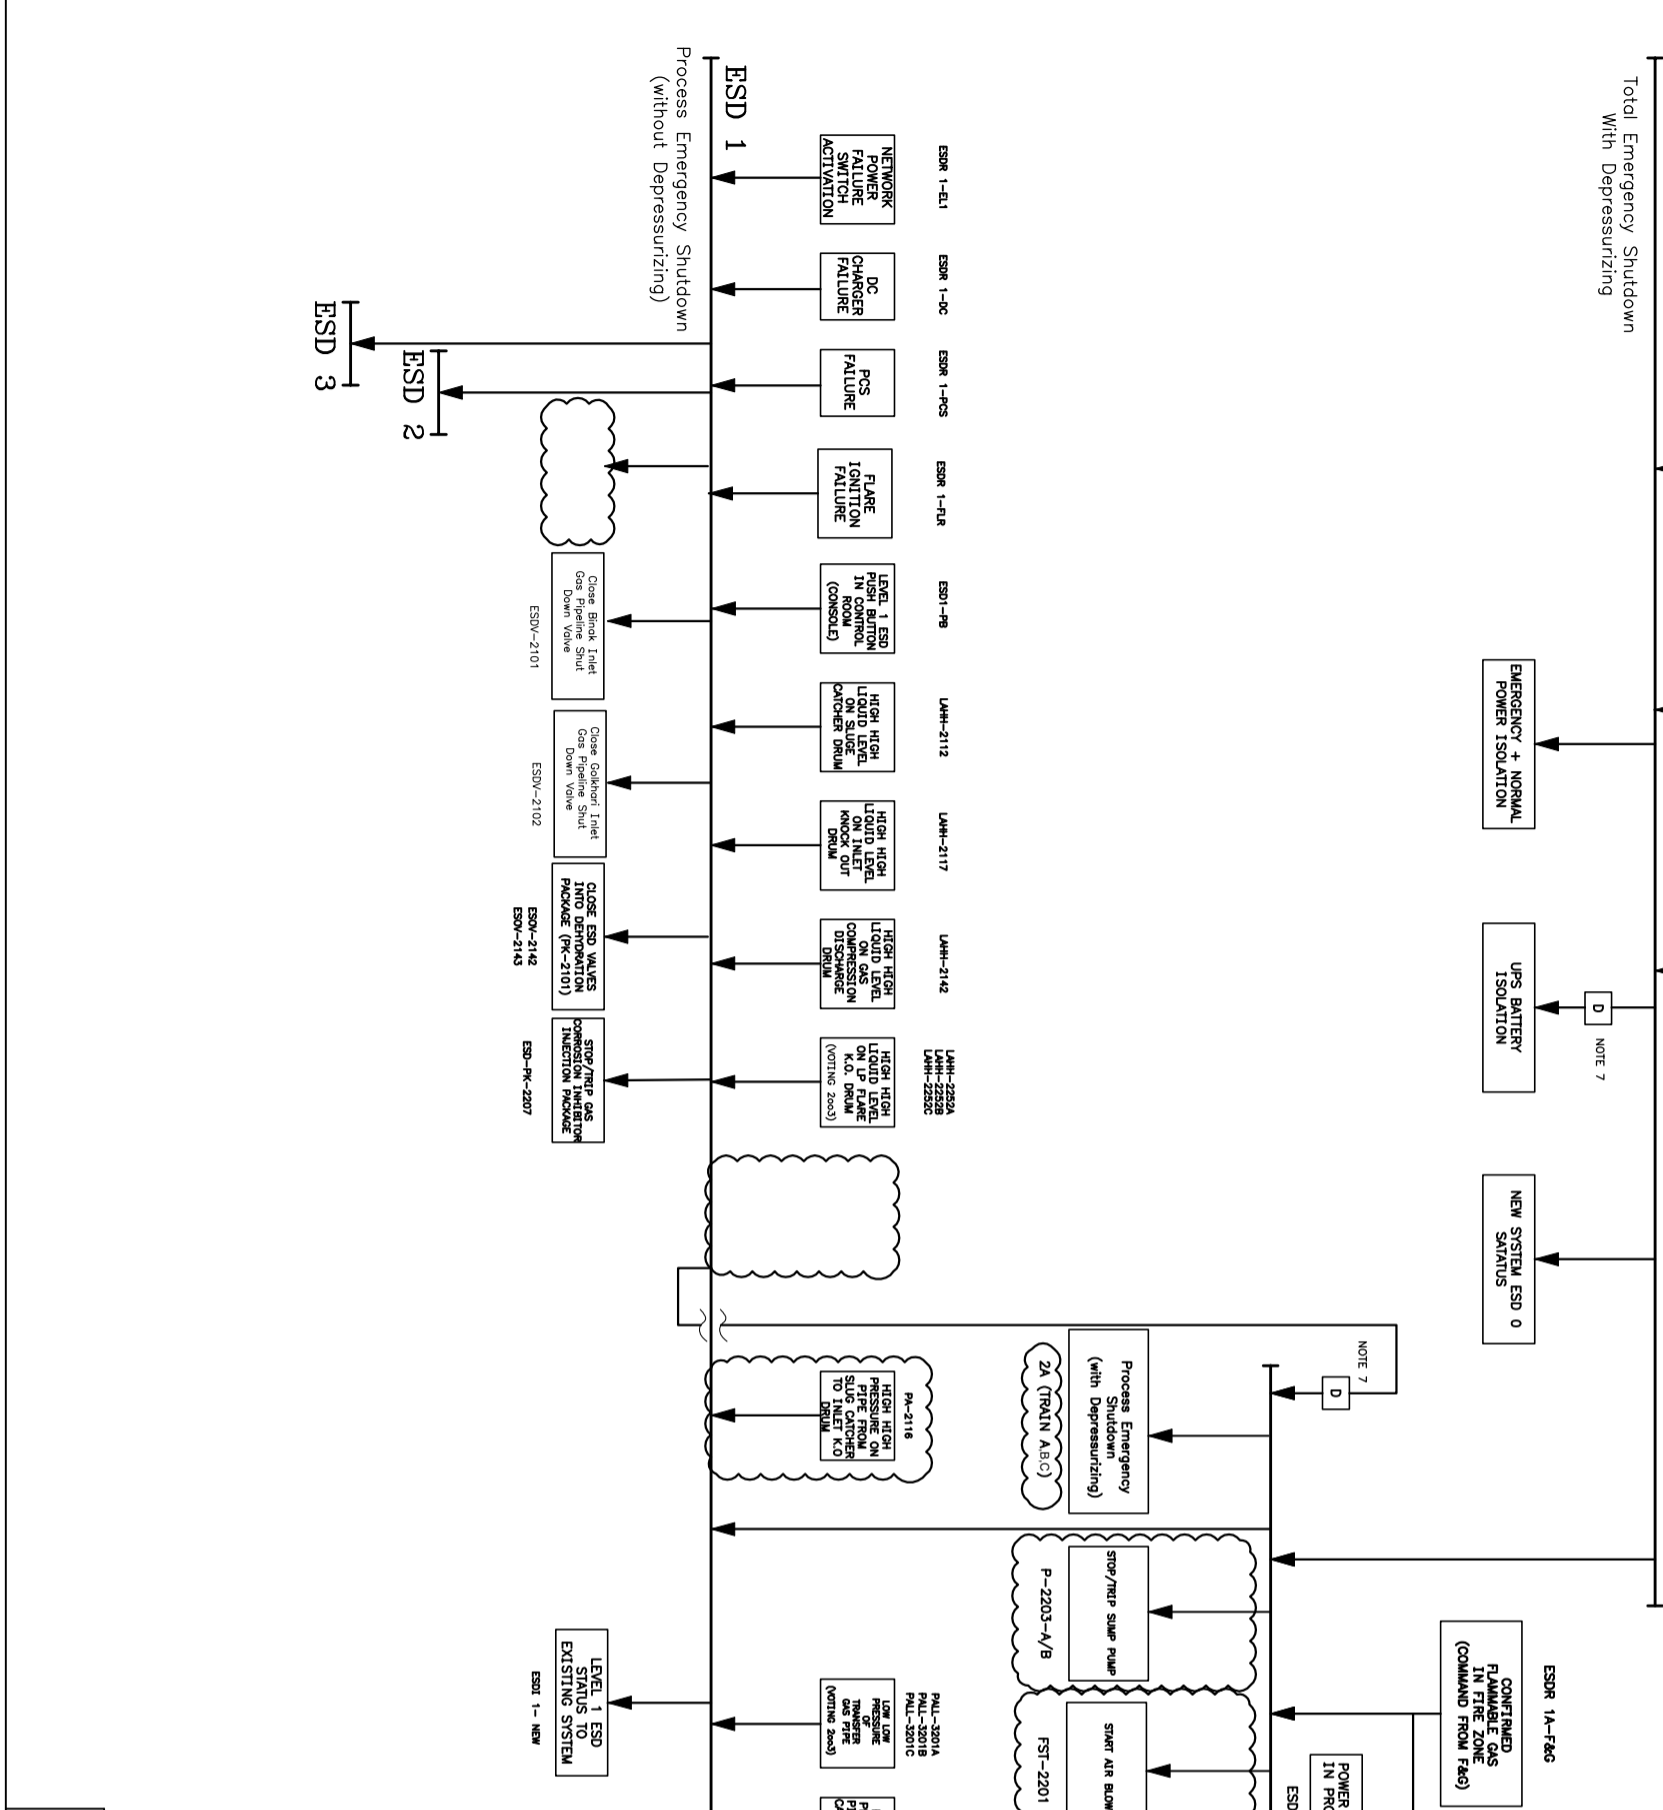 Total Emergency Shutdown
With Depressurizing
EMERGENCY + NORMAL
POWER ISOLATION
D
NOTE 7
UPS BATTERY
ISOLATION
NEW SYSTEM ESD 0
SATATUS
ESDR 1A-F&G
CONFIRMED
FLAMMABLE GAS
IN FIRE ZONE
(COMMAND FROM F&G)
NOTE 7
D
Process Emergency
Shutdown
(with Depressurizing)
2A (TRAIN A,B,C)
STOP/TRIP SUMP PUMP
P-2203-A/B
START AIR BLOW
FST-2201
POWER
IN PRO
ESD
ESD 1
Process Emergency Shutdown
(without Depressurizing)
ESDR 1-EL1
NETWORK
POWER
FAILURE
SWITCH
ACTIVATION
ESDR 1-DC
DC
CHARGER
FAILURE
ESDR 1-PCS
PCS
FAILURE
ESDR 1-FLR
FLARE
IGNITION
FAILURE
ESD1-PB
LEVEL 1 ESD
PUSH BUTTON
IN CONTROL
ROOM
(CONSOLE)
LAHH-2112
HIGH HIGH
LIQUID LEVEL
ON SLUGE
CATCHER DRUM
LAHH-2117
HIGH HIGH
LIQUID LEVEL
ON INLET
KNOCK OUT
DRUM
LAHH-2142
HIGH HIGH
LIQUID LEVEL
ON GAS
COMPRESSION
DISCHARGE
DRUM
LAHH-2252A
LAHH-2252B
LAHH-2252C
HIGH HIGH
LIQUID LEVEL
ON LP FLARE
K.O. DRUM
(VOTING 2oo3)
PA-2116
HIGH HIGH
PRESSURE ON
PIPE FROM
SLUG CATCHER
TO INLET K.O
DRUM
PALL-3201A
PALL-3201B
PALL-3201C
LOW LOW
PRESSURE
OF
TRANSFER
GAS PIPE
(VOTING 2oo3)
ESD 3
ESD 2
Close Binak Inlet
Gas Pipeline Shut
Down Valve
ESDV-2101
Close Golkhari Inlet
Gas Pipeline Shut
Down Valve
ESDV-2102
CLOSE ESD VALVES
INTO DEHYDRATION
PACKAGE (PK-2101)
ESOV-2142
ESOV-2143
STOP/TRIP GAS
CORROSION INHIBITOR
INJECTION PACKAGE
ESD-PK-2207
LEVEL 1 ESD
STATUS TO
EXISTING SYSTEM
ESDI 1- NEW